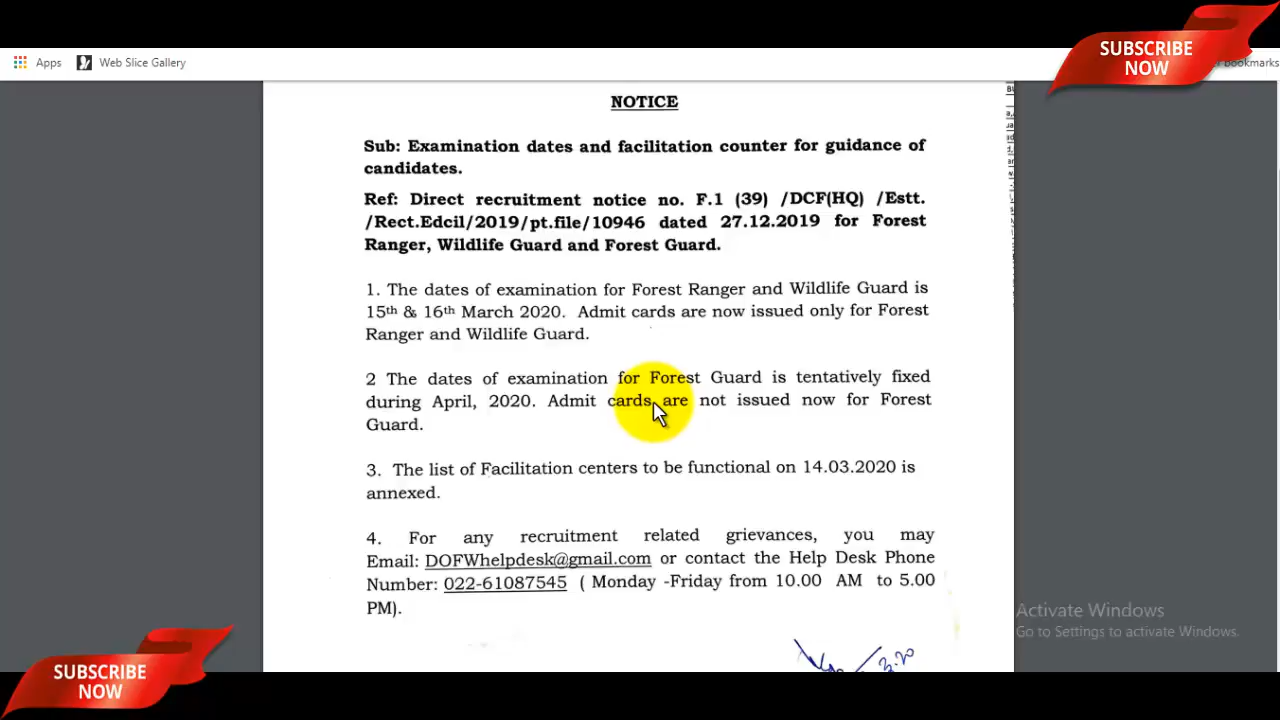 SUBSCRIBE
NOW
Apps
Web Slice Gallery
bookmarks
NOTICE
Sub: Examination dates and facilitation counter for guidance of
candidates.
Ref: Direct recruitment notice no. F.1 (39) /DCF(HQ) /Estt.
/Rect.Edcil/2019/pt.file/10946 dated 27.12.2019 for Forest
Ranger, Wildlife Guard and Forest Guard.
1. The dates of examination for Forest Ranger and Wildlife Guard is
15th & 16th March 2020. Admit cards are now issued only for Forest
Ranger and Wildlife Guard.
2 The dates of examination for Forest Guard is tentatively fixed
during April, 2020. Admit cards are not issued now for Forest
Guard.
3. The list of Facilitation centers to be functional on 14.03.2020 is
annexed.
4. For any recruitment related grievances, you may
Email: DOFWhelpdesk@gmail.com or contact the Help Desk Phone
Number: 022-61087545 ( Monday -Friday from 10.00 AM to 5.00
PM).
Activate Windows
Go to Settings to activate Windows.
SUBSCRIBE
NOW